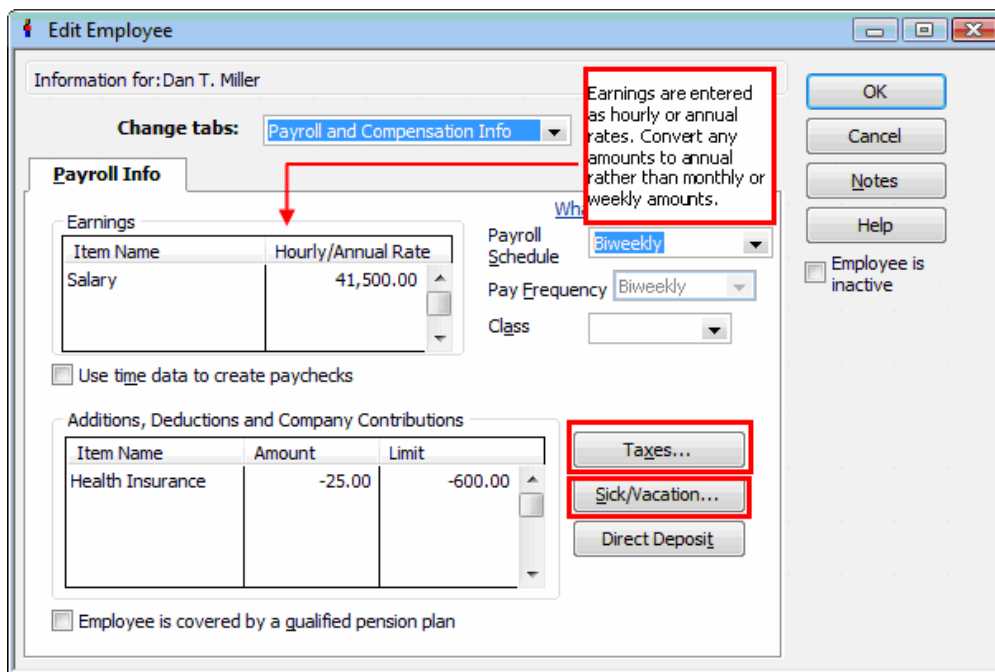 Edit Employee
Information for:Dan T. Miller
Change tabs:
Payroll and Compensation Info
Earnings are entered
as hourly or annual
rates. Convert any
amounts to annual
rather than monthly or
weekly amounts.
OK
Cancel
Notes
Help
Employee is
inactive
Payroll Info
Earnings
Item Name Hourly/Annual Rate
Salary 41,500.00
Payroll
Schedule
Biweekly
Pay Frequency Biweekly
Class
Use time data to create paychecks
Additions, Deductions and Company Contributions
Item Name Amount Limit
Health Insurance -25.00 -600.00
Taxes...
Sick/Vacation...
Direct Deposit
Employee is covered by a qualified pension plan